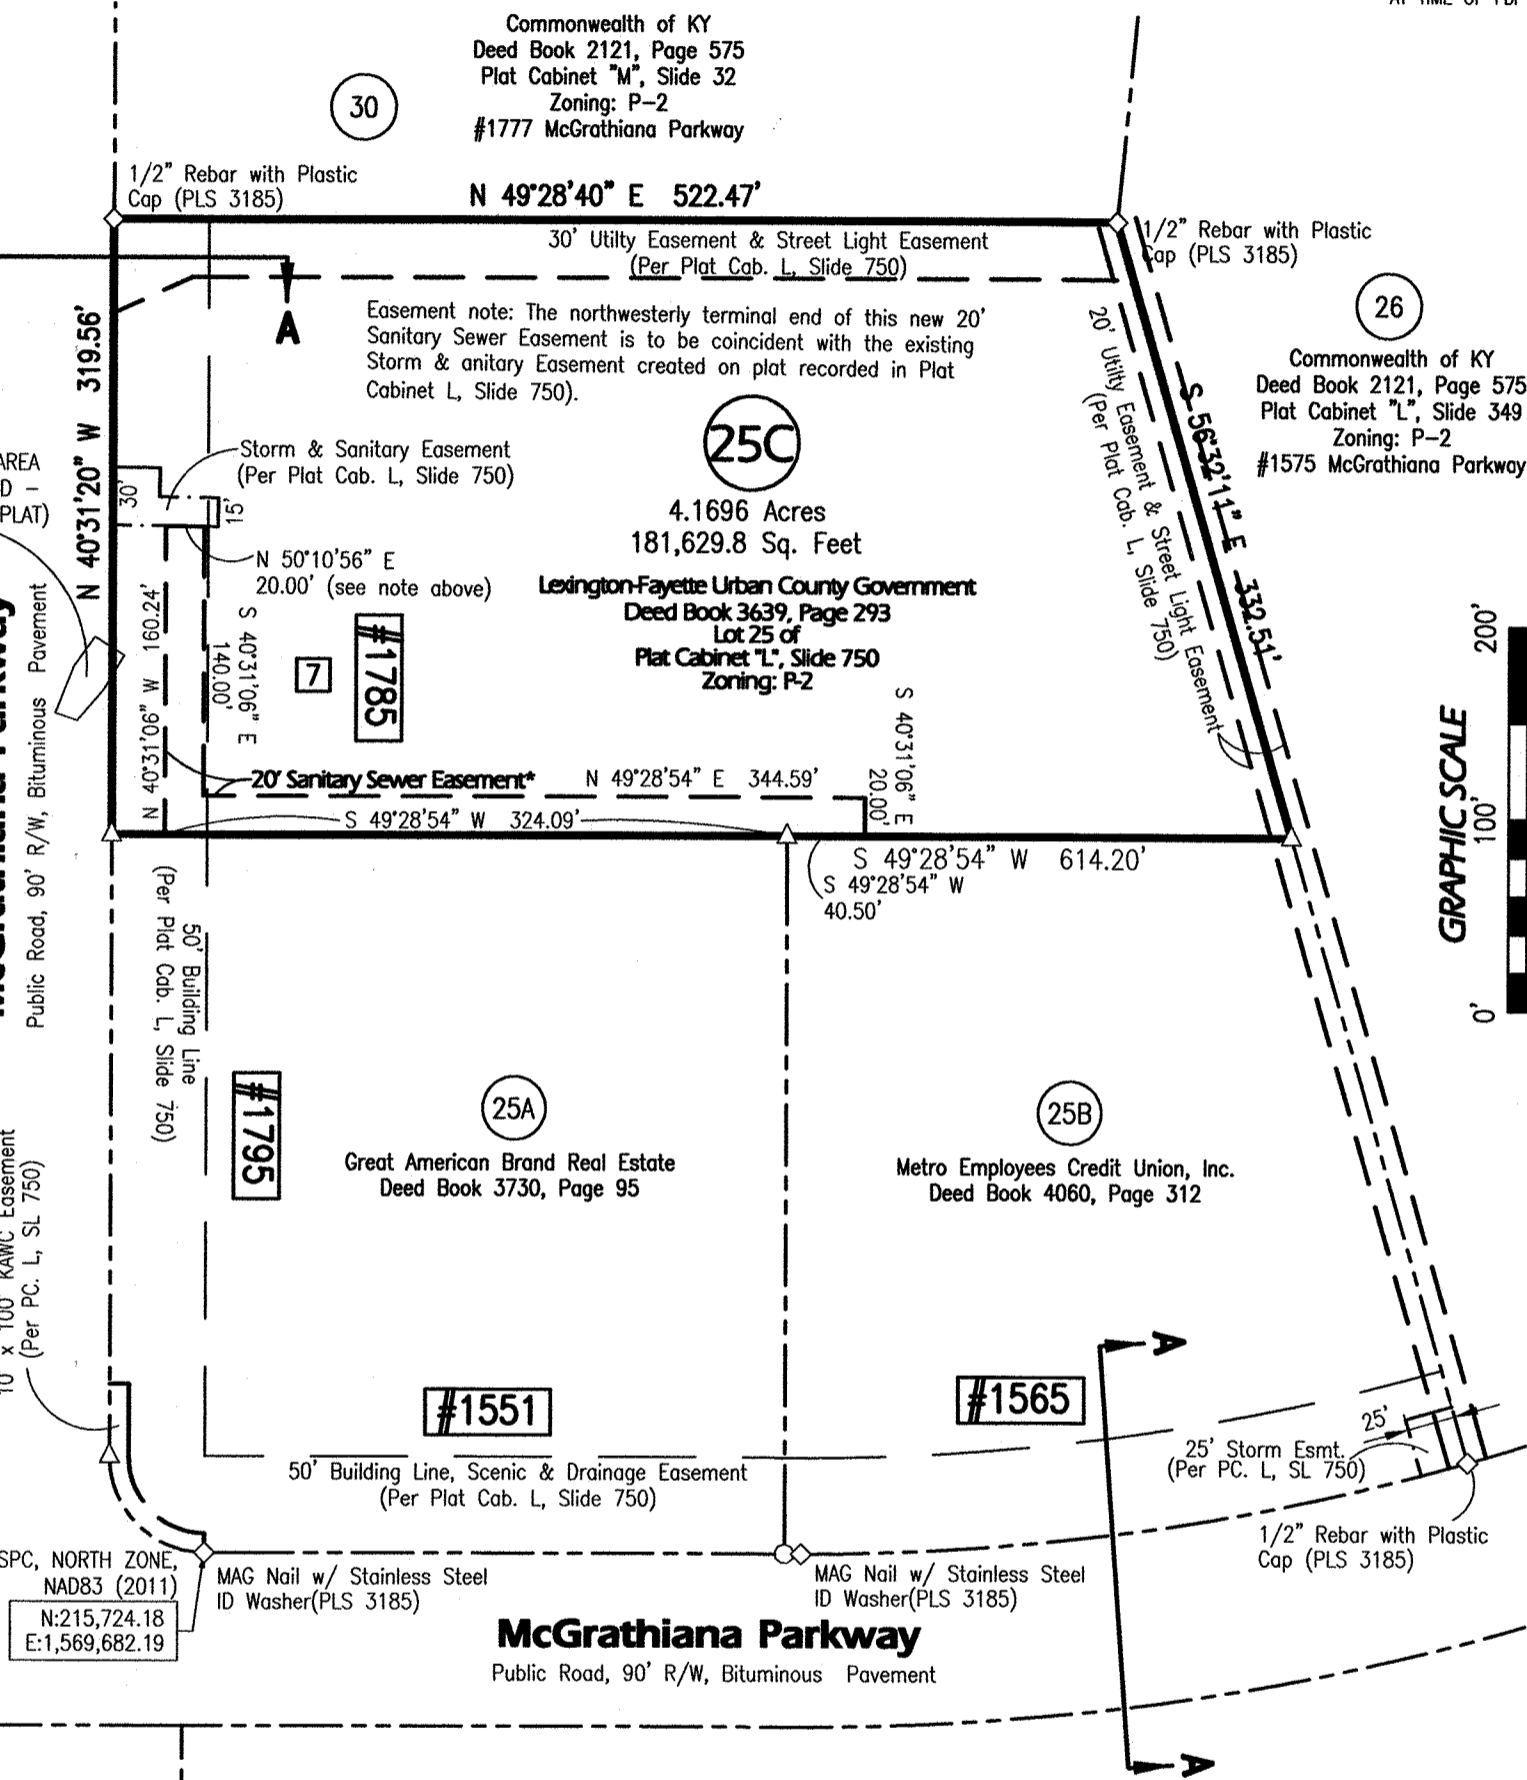 Commonwealth of KY
Deed Book 2121, Page 575
Plat Cabinet "M", Slide 32
Zoning: P-2
#1777 McGrathiana Parkway
30
1/2" Rebar with Plastic
Cap (PLS 3185)
N 49°28'40" E 522.47'
1/2" Rebar with Plastic
Cap (PLS 3185)
30' Utilty Easement & Street Light Easement
(Per Plat Cab. L, Slide 750)
A
Easement note: The northwesterly terminal end of this new 20'
Sanitary Sewer Easement is to be coincident with the existing
Storm & anitary Easement created on plat recorded in Plat
Cabinet L, Slide 750).
26
Commonwealth of KY
Deed Book 2121, Page 575
Plat Cabinet "L", Slide 349
Zoning: P-2
#1575 McGrathiana Parkway
N 40°31'20" W 319.56'
20' Utilty Easement & Street Light Easement
(Per Plat Cab. L, Slide 750)
S 56°32'11" E 332.51'
AREA
D -
PLAT)
Storm & Sanitary Easement
(Per Plat Cab. L, Slide 750)
30'
15'
N 50°10'56" E
20.00' (see note above)
25C
4.1696 Acres
181,629.8 Sq. Feet
Lexington-Fayette Urban County Government
Deed Book 3639, Page 293
Lot 25 of
Plat Cabinet "L", Slide 750
Zoning: P-2
Public Road, 90' R/W, Bituminous Pavement
N 40°31'06" W 160.24'
S 40°31'06" E
140.00'
7
#1785
20' Sanitary Sewer Easement*
N 49°28'54" E 344.59'
S 40°31'06" E
20.00'
S 49°28'54" W 324.09'
S 49°28'54" W 614.20'
S 49°28'54" W
40.50'
GRAPHIC SCALE
0'
100'
200'
50' Building Line
(Per Plat Cab. L, Slide 750)
#1795
25A
Great American Brand Real Estate
Deed Book 3730, Page 95
25B
Metro Employees Credit Union, Inc.
Deed Book 4060, Page 312
10' x 100' KAWC Easement
(Per PC. L, SL 750)
#1551
#1565
A
50' Building Line, Scenic & Drainage Easement
(Per Plat Cab. L, Slide 750)
25'
25' Storm Esmt.
(Per PC. L, SL 750)
1/2" Rebar with Plastic
Cap (PLS 3185)
SPC, NORTH ZONE,
NAD83 (2011)
N:215,724.18
E:1,569,682.19
MAG Nail w/ Stainless Steel
ID Washer(PLS 3185)
MAG Nail w/ Stainless Steel
ID Washer(PLS 3185)
McGrathiana Parkway
Public Road, 90' R/W, Bituminous Pavement
A